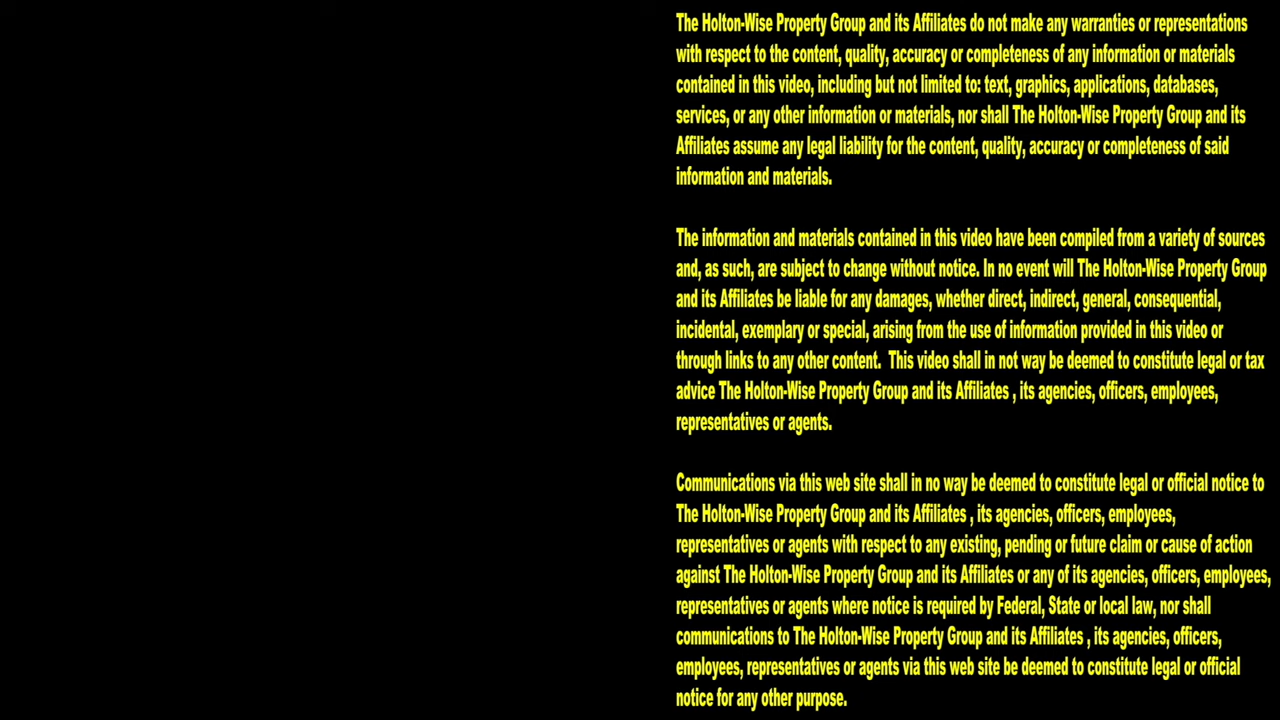 The Holton-Wise Property Group and its Affiliates do not make any warranties or representations
with respect to the content, quality, accuracy or completeness of any information or materials
contained in this video, including but not limited to: text, graphics, applications, databases,
services, or any other information or materials, nor shall The Holton-Wise Property Group and its
Affiliates assume any legal liability for the content, quality, accuracy or completeness of said
information and materials.
The information and materials contained in this video have been compiled from a variety of sources
and, as such, are subject to change without notice. In no event will The Holton-Wise Property Group
and its Affiliates be liable for any damages, whether direct, indirect, general, consequential,
incidental, exemplary or special, arising from the use of information provided in this video or
through links to any other content.  This video shall in not way be deemed to constitute legal or tax
advice The Holton-Wise Property Group and its Affiliates , its agencies, officers, employees,
representatives or agents.
Communications via this web site shall in no way be deemed to constitute legal or official notice to
The Holton-Wise Property Group and its Affiliates , its agencies, officers, employees,
representatives or agents with respect to any existing, pending or future claim or cause of action
against The Holton-Wise Property Group and its Affiliates or any of its agencies, officers, employees,
representatives or agents where notice is required by Federal, State or local law, nor shall
communications to The Holton-Wise Property Group and its Affiliates , its agencies, officers,
employees, representatives or agents via this web site be deemed to constitute legal or official
notice for any other purpose.